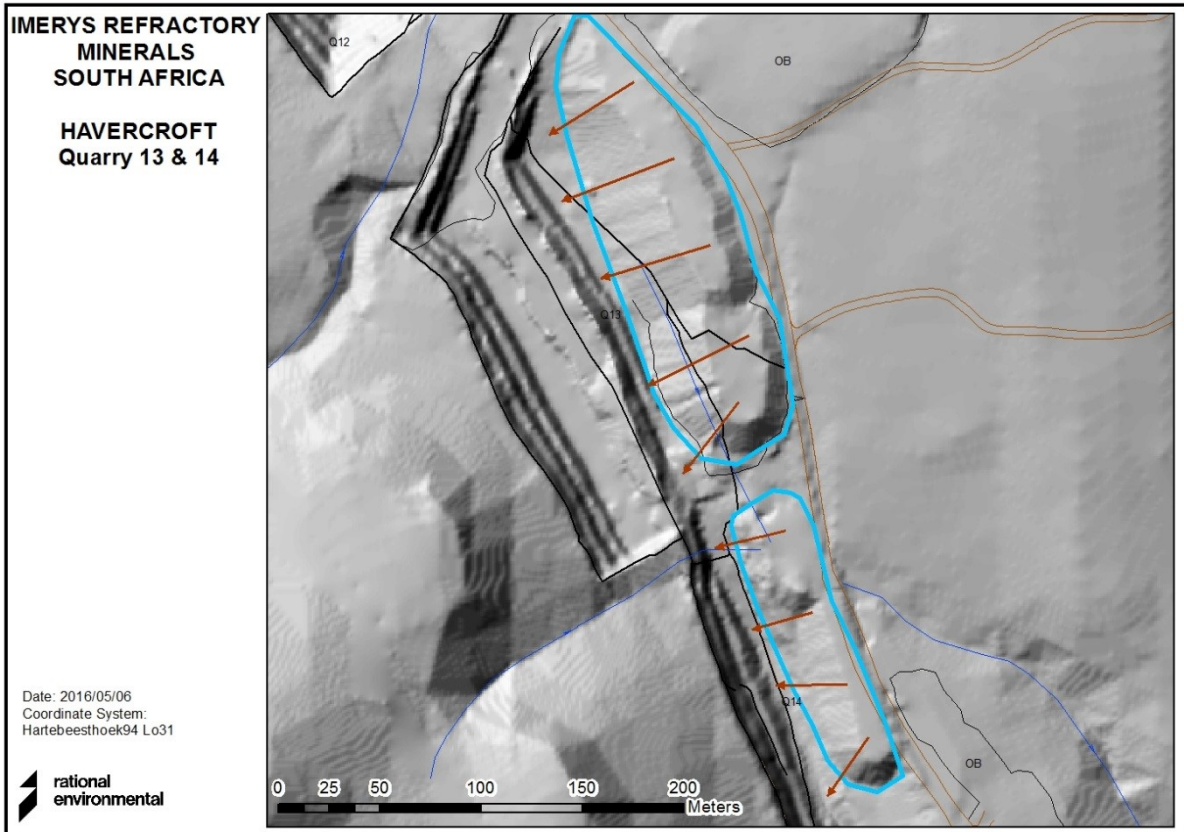 IMERYS REFRACTORY
MINERALS
SOUTH AFRICA
HAVERCROFT
Quarry 13 & 14
Q12
OB
Q13
Q14
OB
Date: 2016/05/06
Coordinate System:
Hartebeesthoek94 Lo31
rational
environmental
0 25 50 100 150 200
Meters